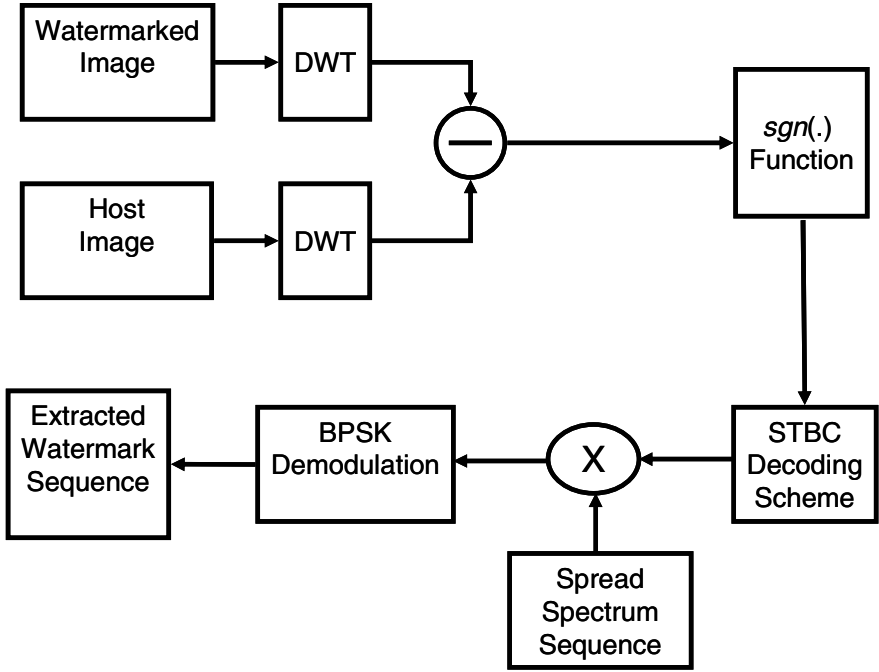 Watermarked
Image
DWT
Host
Image
DWT
sgn(.)
Function
STBC
Decoding
Scheme
X
Spread
Spectrum
Sequence
BPSK
Demodulation
Extracted
Watermark
Sequence